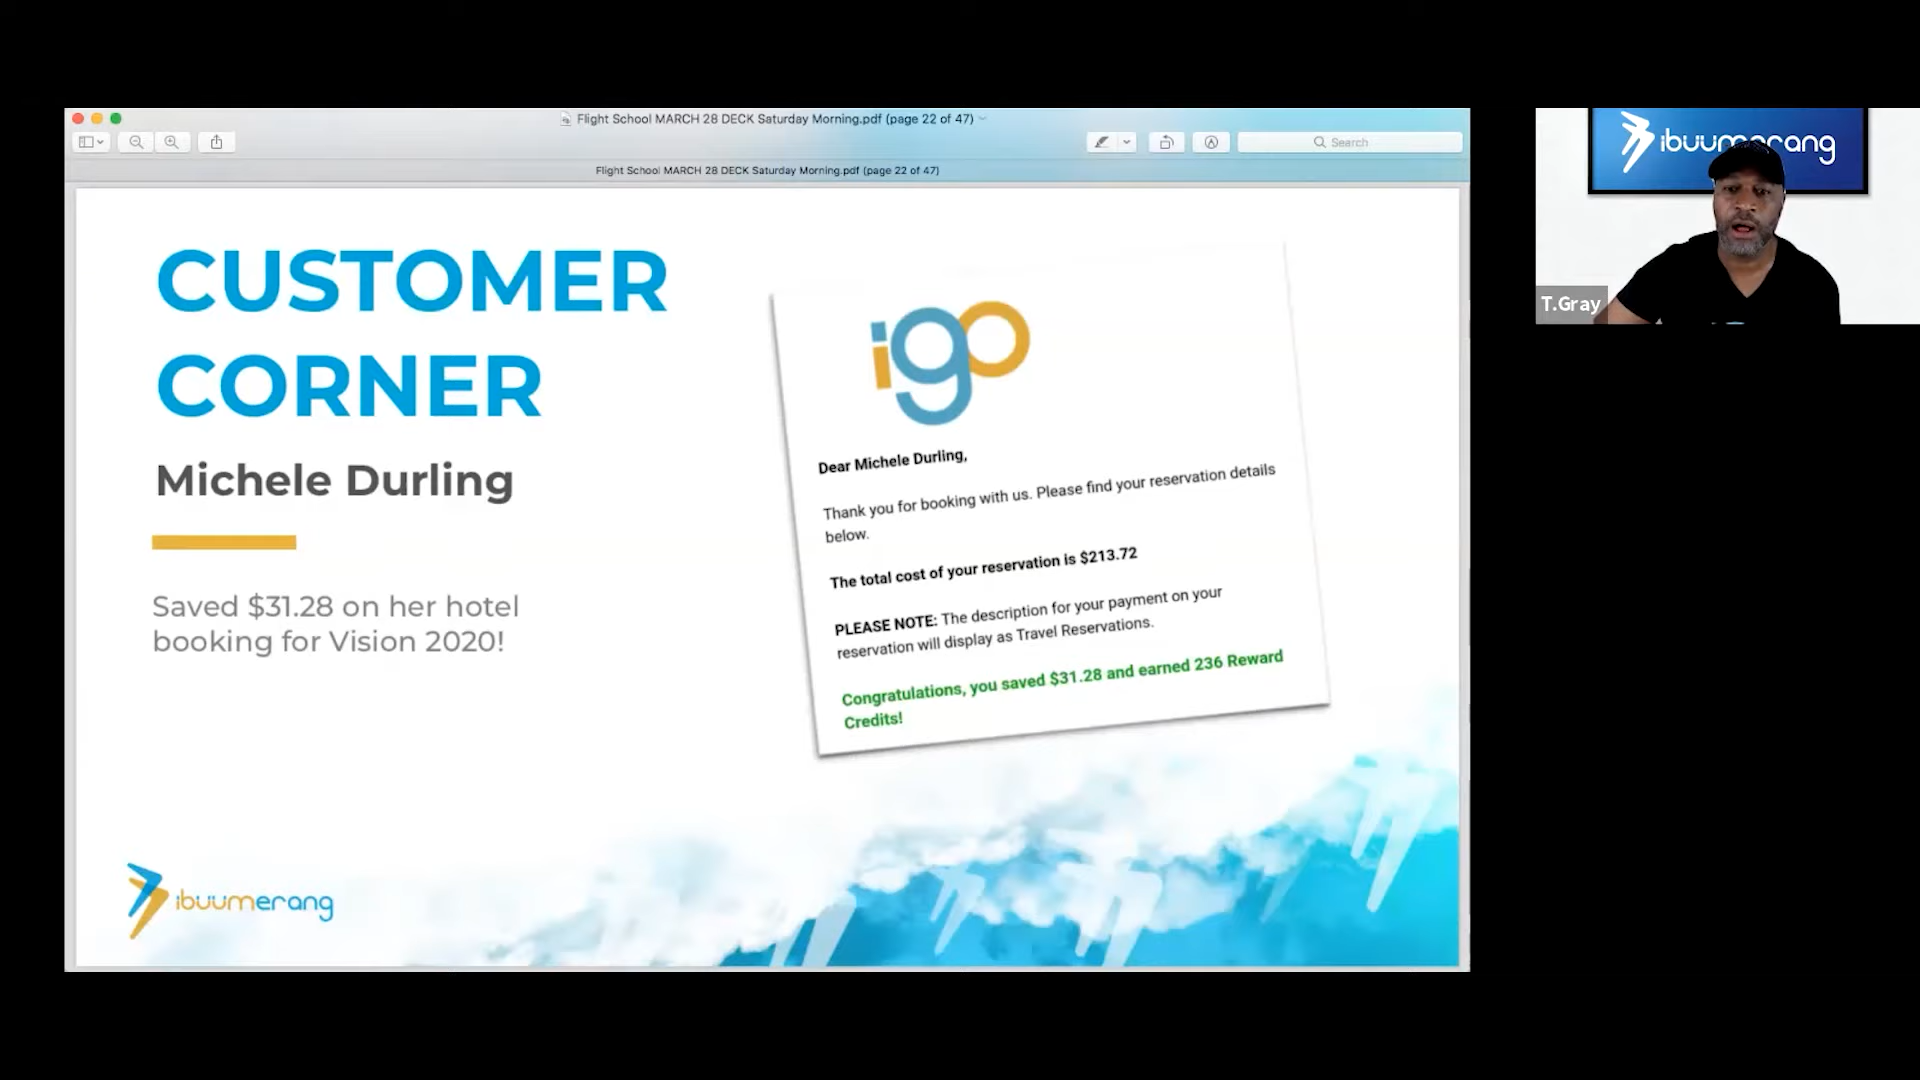 Flight School MARCH 28 DECK Saturday Morning.pdf (page 22 of 47)
Search
Flight School MARCH 28 DECK Saturday Morning.pdf (page 22 of 47)
CUSTOMER
CORNER
Michele Durling
Saved $31.28 on her hotel
booking for Vision 2020!
ibuumerang
igo
Dear Michele Durling,
Thank you for booking with us. Please find your reservation details
below.
The total cost of your reservation is $213.72
PLEASE NOTE: The description for your payment on your
reservation will display as Travel Reservations.
Congratulations, you saved $31.28 and earned 236 Reward
Credits!
ibuumerang
T.Gray